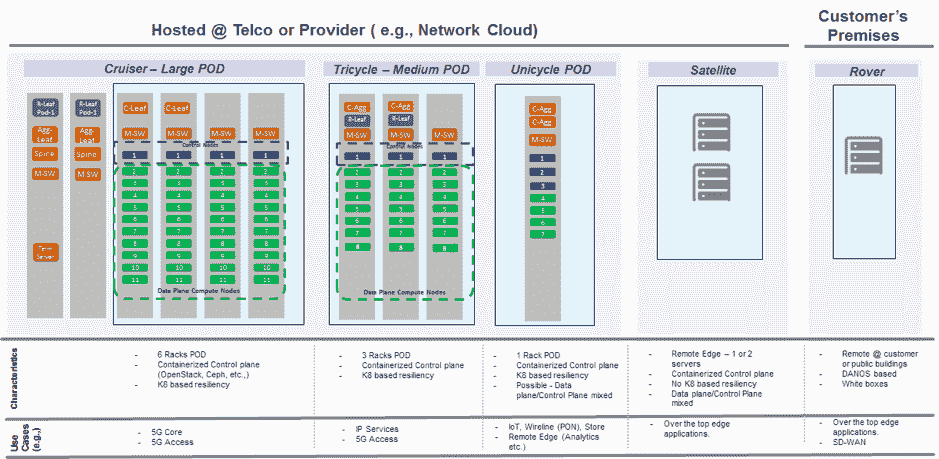 Hosted @ Telco or Provider ( e.g., Network Cloud)
Customer's
Premises
Cruiser – Large POD
Tricycle – Medium POD
Unicycle POD
Satellite
Rover
R-Leaf
Pod-1
R-Leaf
Pod-1
C-Leaf
C-Leaf
Agg-
Leaf
Agg-
Leaf
M-SW
M-SW
M-SW
M-SW
Spine
Spine
M-SW
M-SW
Server
Control Nodes
1
1
1
1
2
2
2
2
3
3
3
3
4
4
4
4
5
5
5
5
6
6
6
6
7
7
7
7
8
8
8
8
9
9
9
9
10
10
10
10
11
11
11
11
Data Plane Compute Nodes
C-Agg
C-Agg
R-Leaf
R-Leaf
M-SW
M-SW
M-SW
Control Nodes
1
1
1
2
2
2
3
3
3
4
4
4
5
5
5
6
6
6
7
7
7
8
8
8
Data Plane Compute Nodes
C-Agg
C-Agg
M-SW
1
2
3
4
5
6
7
Characteristics
- 6 Racks POD
- Containerized Control plane
(OpenStack, Ceph, etc.,)
- K8 based resiliency
- 3 Racks POD
- Containerized Control plane
- K8 based resiliency
- 1 Rack POD
- Containerized Control plane
- K8 based resiliency
- Possible - Data
plane/Control Plane mixed
- Remote Edge – 1 or 2
servers
- Containerized Control plane
- No K8 based resiliency
- Data plane/Control Plane
mixed
- Remote @ customer
or public buildings
- DANOS based
- White boxes
Use
Cases
(e.g.)
- 5G Core
- 5G Access
- IP Services
- 5G Access
- IoT, Wireline (PON), Store
- Remote Edge (Analytics
etc.)
- Over the top edge
applications.
- Over the top edge
applications.
- SD-WAN